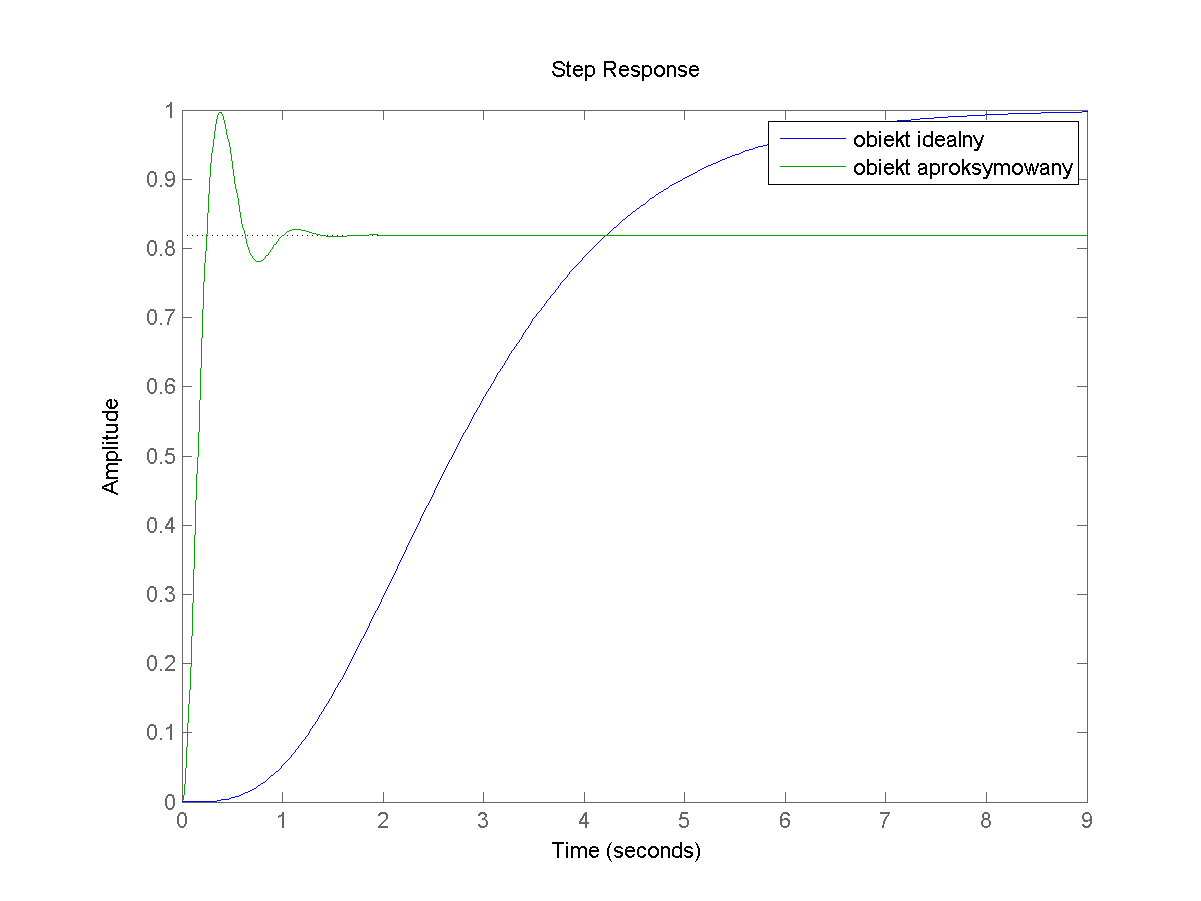 Step Response
1
0.9
0.8
0.7
0.6
0.5
0.4
0.3
0.2
0.1
0
Amplitude
obiekt idealny
obiekt aproksymowany
0 1 2 3 4 5 6 7 8 9
Time (seconds)